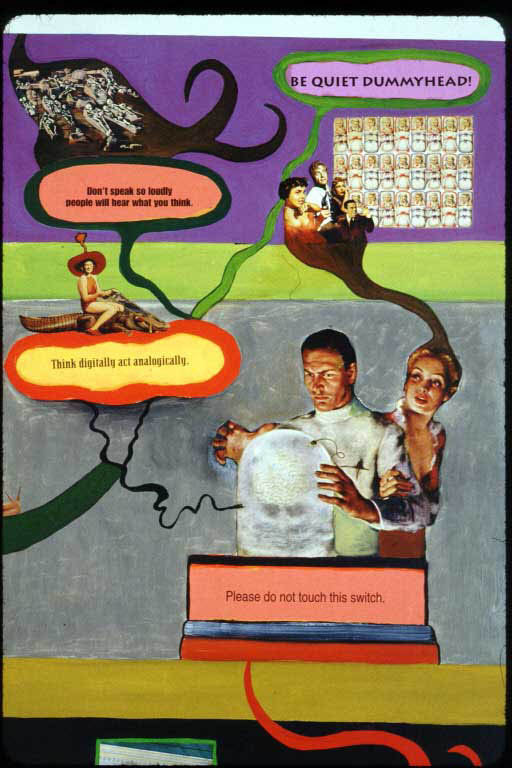 BE QUIET DUMMYHEAD!
Don't speak so loudly
people will hear what you think.
Think digitally act analogically.
Please do not touch this switch.